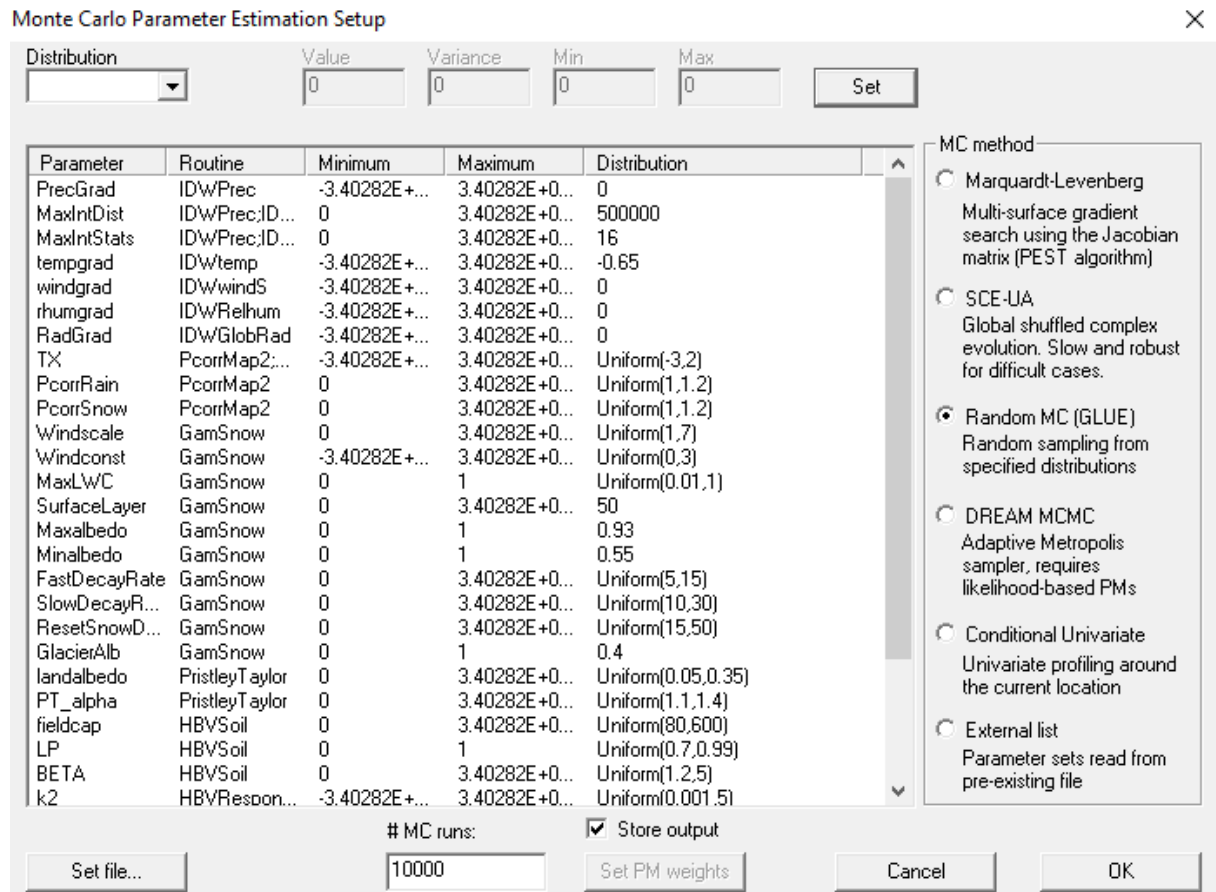 Monte Carlo Parameter Estimation Setup
Distribution Value Variance Min Max
0 0 0 0 Set
Parameter Routine Minimum Maximum Distribution
PrecGrad IDWPrec -3.40282E+... 3.40282E+0... 0
MaxIntDist IDWPrec;ID... 0 3.40282E+0... 500000
MaxIntStats IDWPrec;ID... 0 3.40282E+0... 16
tempgrad IDWtemp -3.40282E+... 3.40282E+0... -0.65
windgrad IDWwindS -3.40282E+... 3.40282E+0... 0
rhumgrad IDWRelhum -3.40282E+... 3.40282E+0... 0
RadGrad IDWGlobRad -3.40282E+... 3.40282E+0... 0
TX PcorrMap2;... -3.40282E+... 3.40282E+0... Uniform(-3,2)
PcorrRain PcorrMap2 0 3.40282E+0... Uniform(1,1.2)
PcorrSnow PcorrMap2 0 3.40282E+0... Uniform(1,1.2)
Windscale GamSnow 0 3.40282E+0... Uniform(1,7)
Windconst GamSnow -3.40282E+... 3.40282E+0... Uniform(0,3)
MaxLWC GamSnow 0 1 Uniform(0.01,1)
SurfaceLayer GamSnow 0 3.40282E+0... 50
Maxalbedo GamSnow 0 1 0.93
Minalbedo GamSnow 0 1 0.55
FastDecayRate GamSnow 0 3.40282E+0... Uniform(5,15)
SlowDecayR... GamSnow 0 3.40282E+0... Uniform(10,30)
ResetSnowD... GamSnow 0 3.40282E+0... Uniform(15,50)
GlacierAlb GamSnow 0 1 0.4
landalbedo PristleyTaylor 0 3.40282E+0... Uniform(0.05,0.35)
PT_alpha PristleyTaylor 0 3.40282E+0... Uniform(1.1,1.4)
fieldcap HBVSoil 0 3.40282E+0... Uniform(80,600)
LP HBVSoil 0 1 Uniform(0.7,0.99)
BETA HBVSoil 0 3.40282E+0... Uniform(1.2,5)
k2 HBVRespon... -3.40282E+... 3.40282E+0... Uniform(0.001,5)
MC method
Marquardt-Levenberg
Multi-surface gradient
search using the Jacobian
matrix (PEST algorithm)
SCE-UA
Global shuffled complex
evolution. Slow and robust
for difficult cases.
Random MC (GLUE)
Random sampling from
specified distributions
DREAM MCMC
Adaptive Metropolis
sampler, requires
likelihood-based PMs
Conditional Univariate
Univariate profiling around
the current location
External list
Parameter sets read from
pre-existing file
# MC runs: Store output
Set file... 10000 Set PM weights Cancel OK